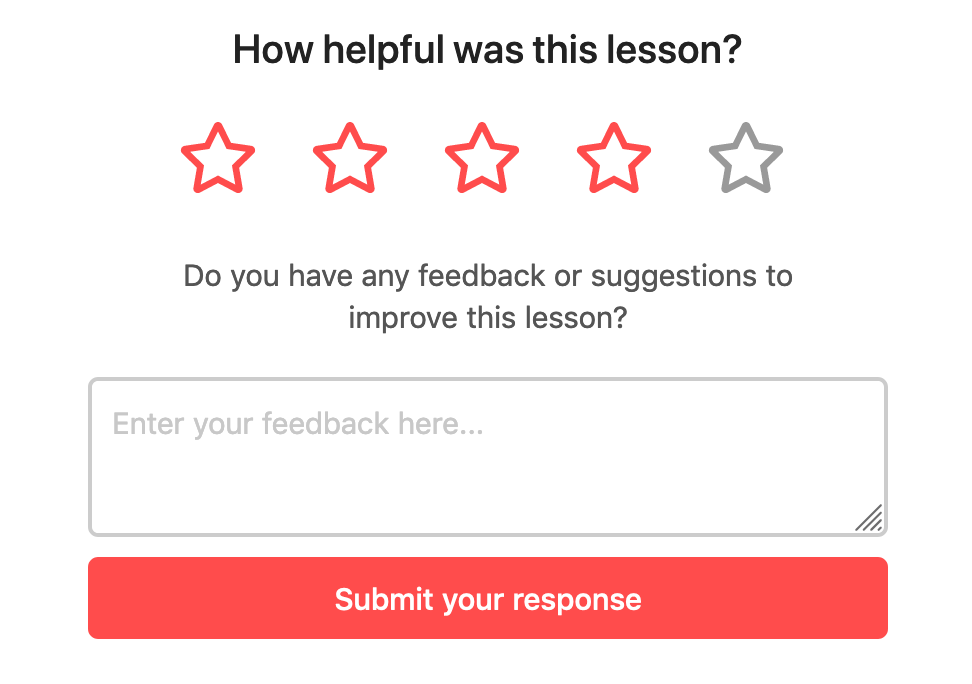 How helpful was this lesson?
Do you have any feedback or suggestions to
improve this lesson?
Enter your feedback here...
Submit your response